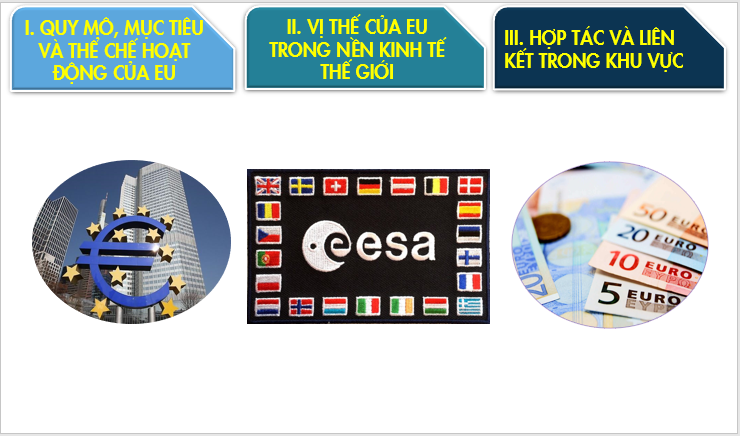 I. QUY MÔ, MỤC TIÊU
VÀ THỂ CHẾ HOẠT
ĐỘNG CỦA EU
II. VỊ THẾ CỦA EU
TRONG NỀN KINH TẾ
THẾ GIỚI
III. HỢP TÁC VÀ LIÊN
KẾT TRONG KHU VỰC
esa
50 EURO
20 EURO
10 EURO
5 EURO
20